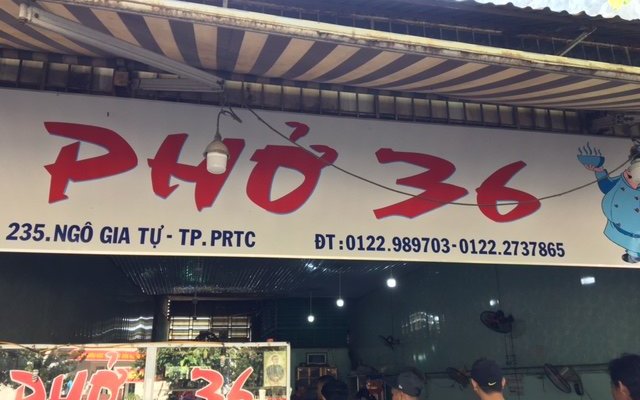 PHỞ 36
235.NGÔ GIA TỰ - TP. PRTC
ĐT : 0122.989703 - 0122.2737865
PHỞ 36